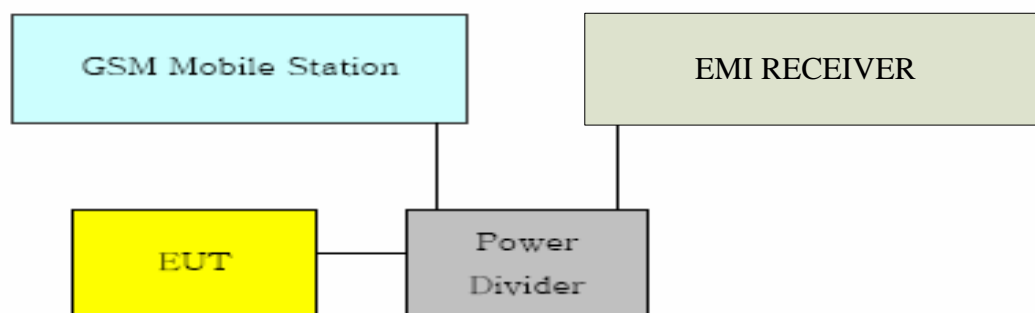 GSM Mobile Station
EMI RECEIVER
EUT
Power
Divider